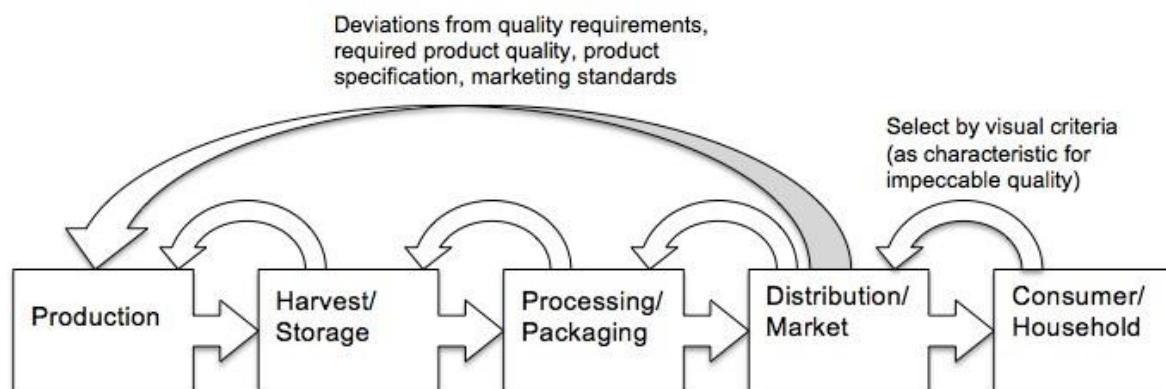 Deviations from quality requirements,
required product quality, product
specification, marketing standards
Select by visual criteria
(as characteristic for
impeccable quality)
Production
Harvest/
Storage
Processing/
Packaging
Distribution/
Market
Consumer/
Household